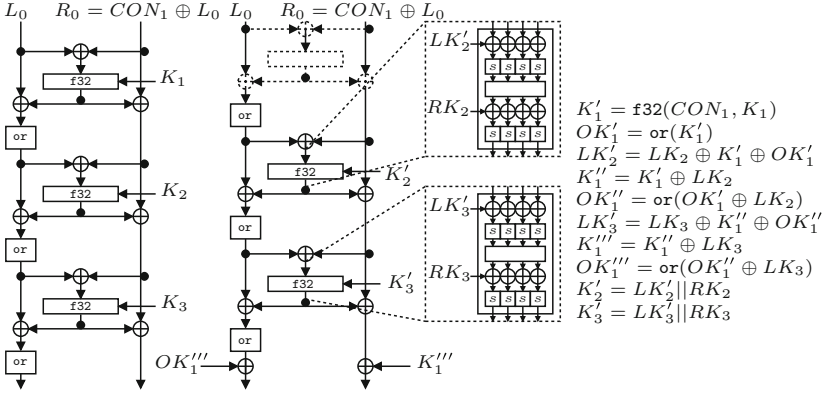 L₀ R₀ = CON₁ ⊕ L₀ L₀ R₀ = CON₁ ⊕ L₀
f32 K₁
or
f32 K₂
or
f32 K₃
or
or
f32 K′₂
or
f32 K′₃
or
OK‴₁ K‴₁
LK′₂
s s s s
RK₂
s s s s
LK′₃
s s s s
RK₃
s s s s
K′₁ = f32(CON₁, K₁)
OK′₁ = or(K′₁)
LK′₂ = LK₂ ⊕ K′₁ ⊕ OK′₁
K″₁ = K′₁ ⊕ LK₂
OK″₁ = or(OK′₁ ⊕ LK₂)
LK′₃ = LK₃ ⊕ K″₁ ⊕ OK″₁
K‴₁ = K″₁ ⊕ LK₃
OK‴₁ = or(OK″₁ ⊕ LK₃)
K′₂ = LK′₂||RK₂
K′₃ = LK′₃||RK₃